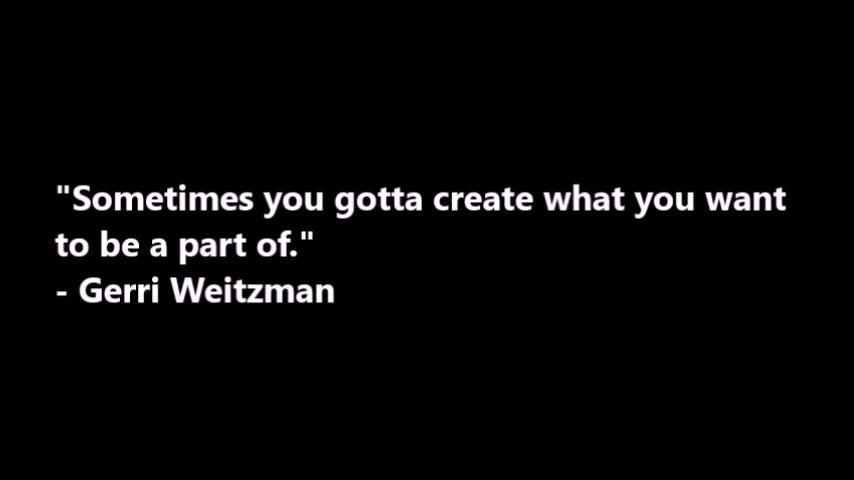 "Sometimes you gotta create what you want
to be a part of."
- Gerri Weitzman